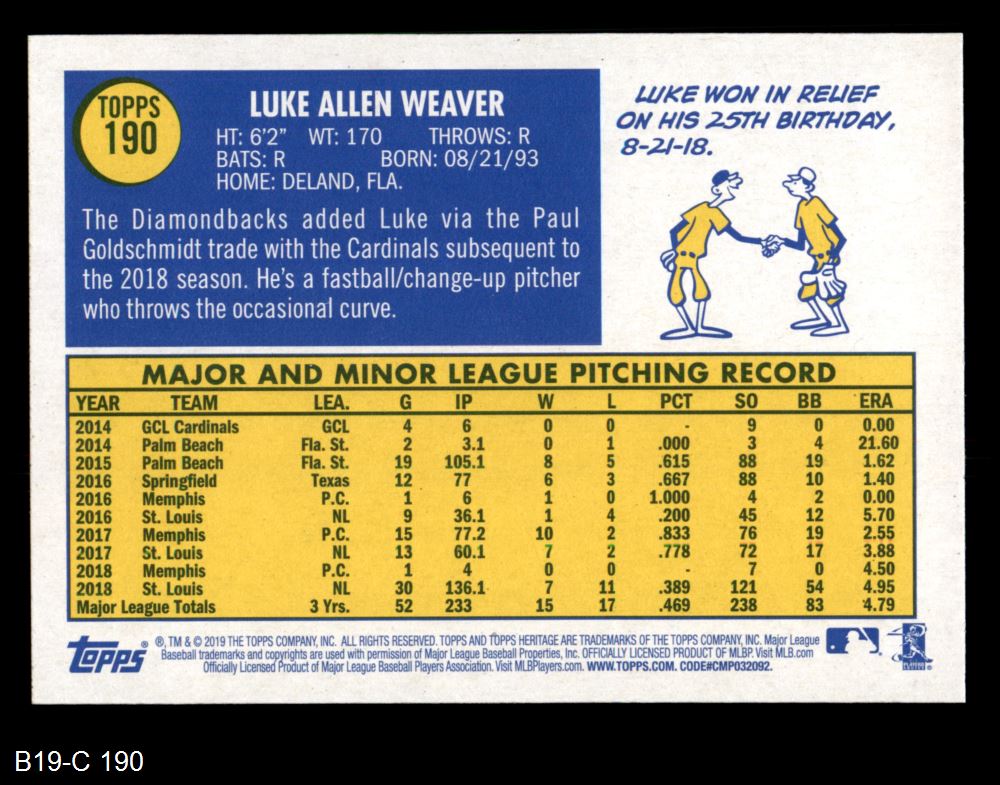 TOPPS
190
LUKE ALLEN WEAVER
HT: 6'2" WT: 170 THROWS: R
BATS: R BORN: 08/21/93
HOME: DELAND, FLA.
The Diamondbacks added Luke via the Paul
Goldschmidt trade with the Cardinals subsequent to
the 2018 season. He's a fastball/change-up pitcher
who throws the occasional curve.
LUKE WON IN RELIEF
ON HIS 25TH BIRTHDAY,
8-21-18.
MAJOR AND MINOR LEAGUE PITCHING RECORD
YEAR TEAM LEA. G IP W L PCT SO BB ERA
2014 GCL Cardinals GCL 4 6 0 0 - 9 0 0.00
2014 Palm Beach Fla. St. 2 3.1 0 1 .000 3 4 21.60
2015 Palm Beach Fla. St. 19 105.1 8 5 .615 88 19 1.62
2016 Springfield Texas 12 77 6 3 .667 88 10 1.40
2016 Memphis P.C. 1 6 1 0 1.000 4 2 0.00
2016 St. Louis NL 9 36.1 1 4 .200 45 12 5.70
2017 Memphis P.C. 15 77.2 10 2 .833 76 19 2.55
2017 St. Louis NL 13 60.1 7 2 .778 72 17 3.88
2018 Memphis P.C. 1 4 0 0 - 7 0 4.50
2018 St. Louis NL 30 136.1 7 11 .389 121 54 4.95
Major League Totals 3 Yrs. 52 233 15 17 .469 238 83 4.79
Topps ®, TM & © 2019 THE TOPPS COMPANY, INC. ALL RIGHTS RESERVED. TOPPS AND TOPPS HERITAGE ARE TRADEMARKS OF THE TOPPS COMPANY, INC. Major League
Baseball trademarks and copyrights are used with permission of Major League Baseball Properties, Inc. OFFICIALLY LICENSED PRODUCT OF MLBP. Visit MLB.com
Officially Licensed Product of Major League Baseball Players Association. Visit MLBPlayers.com. WWW.TOPPS.COM. CODE#CMP032092.
B19-C 190